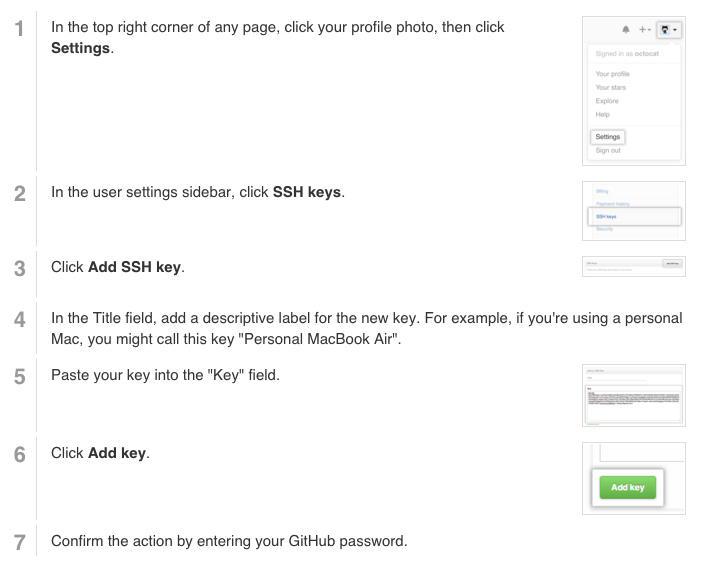 1 In the top right corner of any page, click your profile photo, then click
Settings.
Signed in as octocat
Your profile
Your stars
Explore
Help
Settings
Sign out
2 In the user settings sidebar, click SSH keys.
Billing
Payment history
SSH keys
Security
3 Click Add SSH key.
4 In the Title field, add a descriptive label for the new key. For example, if you're using a personal
Mac, you might call this key "Personal MacBook Air".
5 Paste your key into the "Key" field.
6 Click Add key.
Add key
7 Confirm the action by entering your GitHub password.